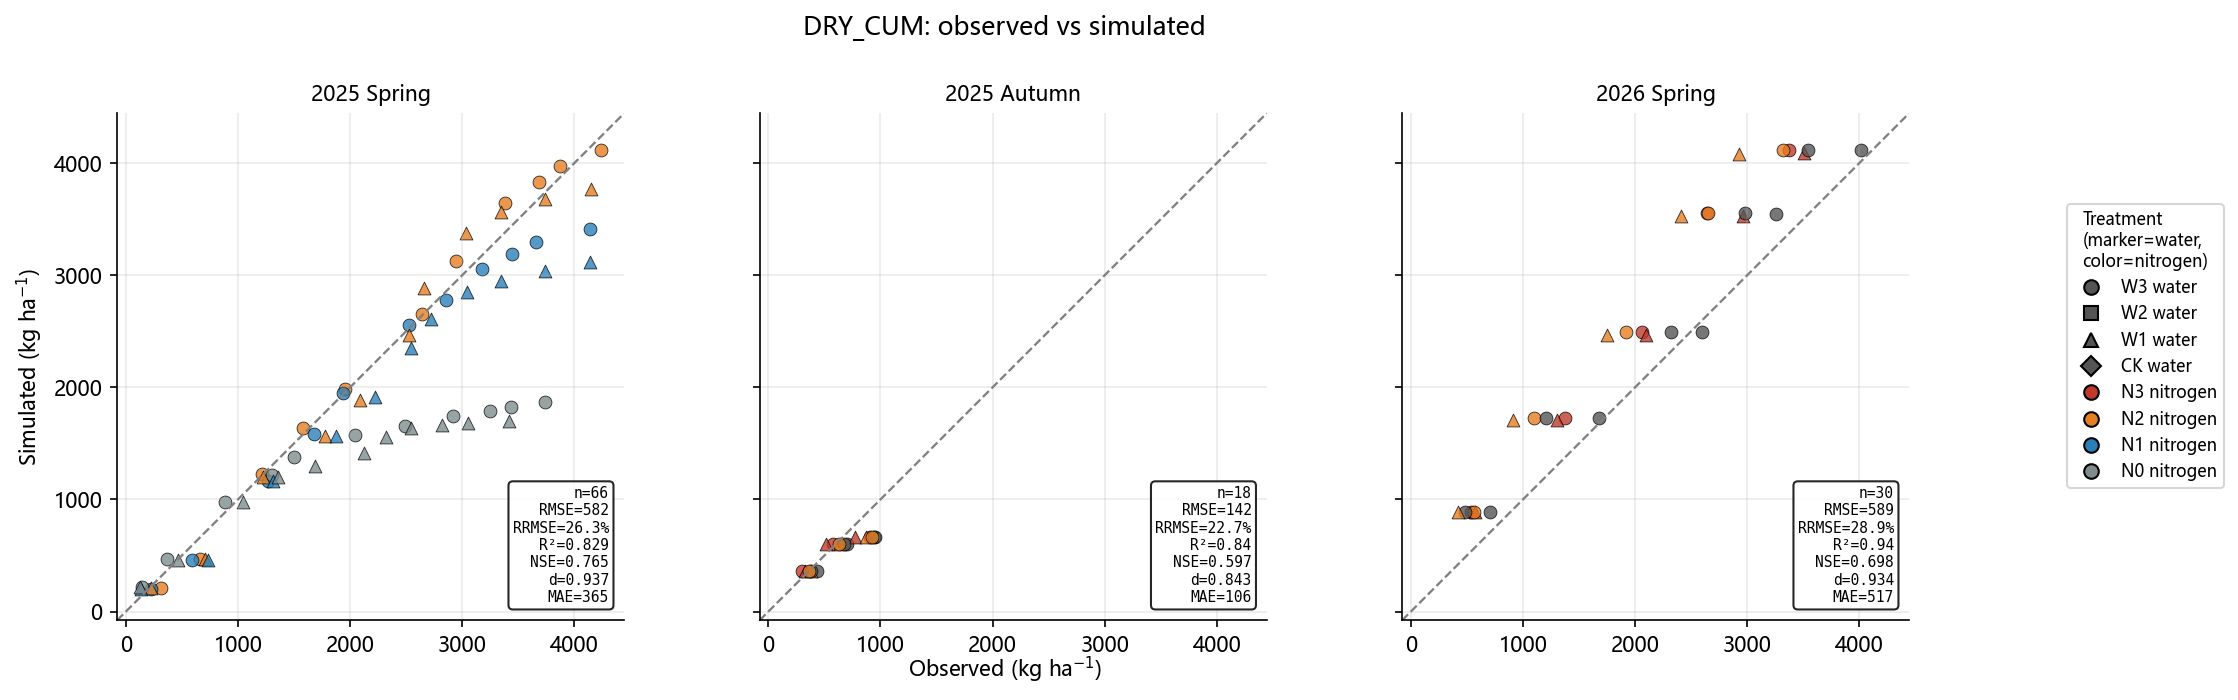 DRY_CUM: observed vs simulated
2025 Spring
2025 Autumn
2026 Spring
Simulated (kg ha⁻¹)
4000
3000
2000
1000
0
0 1000 2000 3000 4000
n=66
RMSE=582
RRMSE=26.3%
R²=0.829
NSE=0.765
d=0.937
MAE=365
0 1000 2000 3000 4000
n=18
RMSE=142
RRMSE=22.7%
R²=0.84
NSE=0.597
d=0.843
MAE=106
0 1000 2000 3000 4000
n=30
RMSE=589
RRMSE=28.9%
R²=0.94
NSE=0.698
d=0.934
MAE=517
Observed (kg ha⁻¹)
Treatment
(marker=water,
color=nitrogen)
W3 water
W2 water
W1 water
CK water
N3 nitrogen
N2 nitrogen
N1 nitrogen
N0 nitrogen